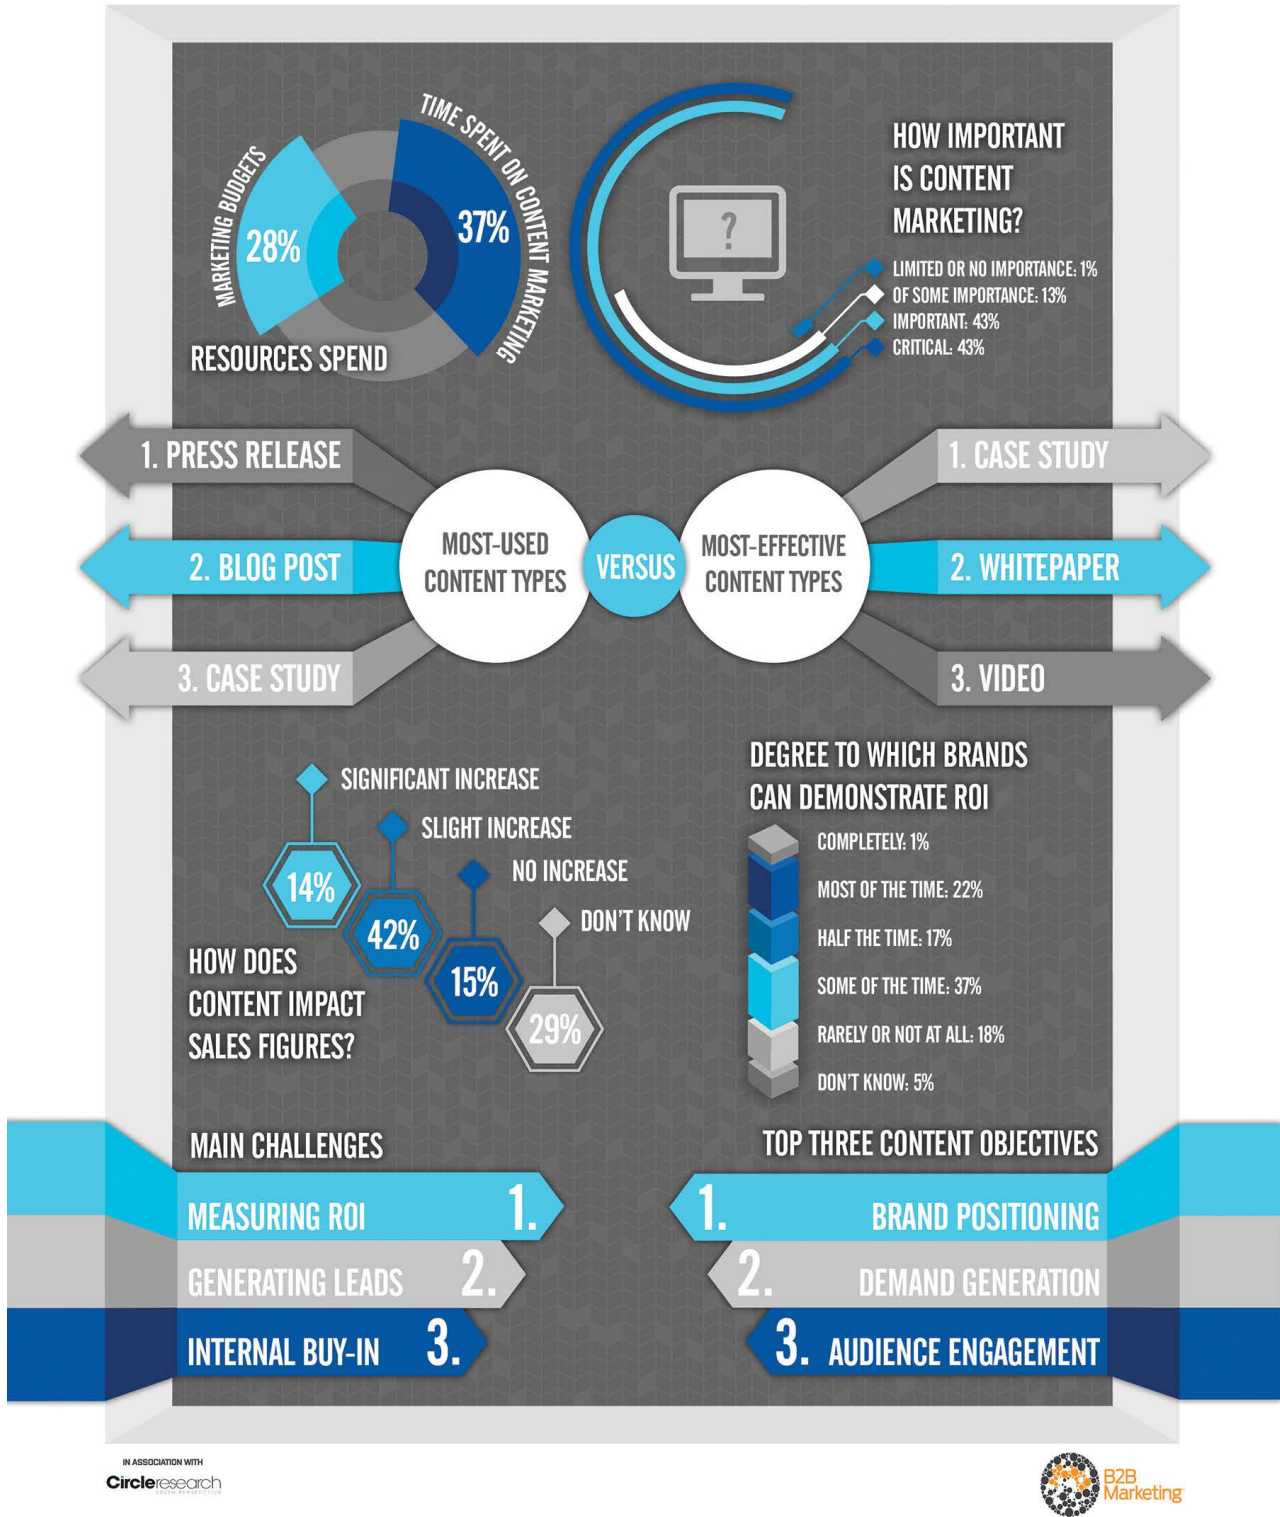 MARKETING BUDGETS
28%
TIME SPENT ON CONTENT MARKETING
37%
RESOURCES SPEND
?
HOW IMPORTANT
IS CONTENT
MARKETING?
LIMITED OR NO IMPORTANCE: 1%
OF SOME IMPORTANCE: 13%
IMPORTANT: 43%
CRITICAL: 43%
1. PRESS RELEASE
2. BLOG POST
3. CASE STUDY
MOST-USED
CONTENT TYPES
VERSUS
MOST-EFFECTIVE
CONTENT TYPES
1. CASE STUDY
2. WHITEPAPER
3. VIDEO
SIGNIFICANT INCREASE
SLIGHT INCREASE
NO INCREASE
DON'T KNOW
14%
42%
15%
29%
HOW DOES
CONTENT IMPACT
SALES FIGURES?
DEGREE TO WHICH BRANDS
CAN DEMONSTRATE ROI
COMPLETELY: 1%
MOST OF THE TIME: 22%
HALF THE TIME: 17%
SOME OF THE TIME: 37%
RARELY OR NOT AT ALL: 18%
DON'T KNOW: 5%
MAIN CHALLENGES
MEASURING ROI 1.
GENERATING LEADS 2.
INTERNAL BUY-IN 3.
TOP THREE CONTENT OBJECTIVES
1. BRAND POSITIONING
2. DEMAND GENERATION
3. AUDIENCE ENGAGEMENT
IN ASSOCIATION WITH
Circleresearch
FRESH PERSPECTIVE
B2B
Marketing